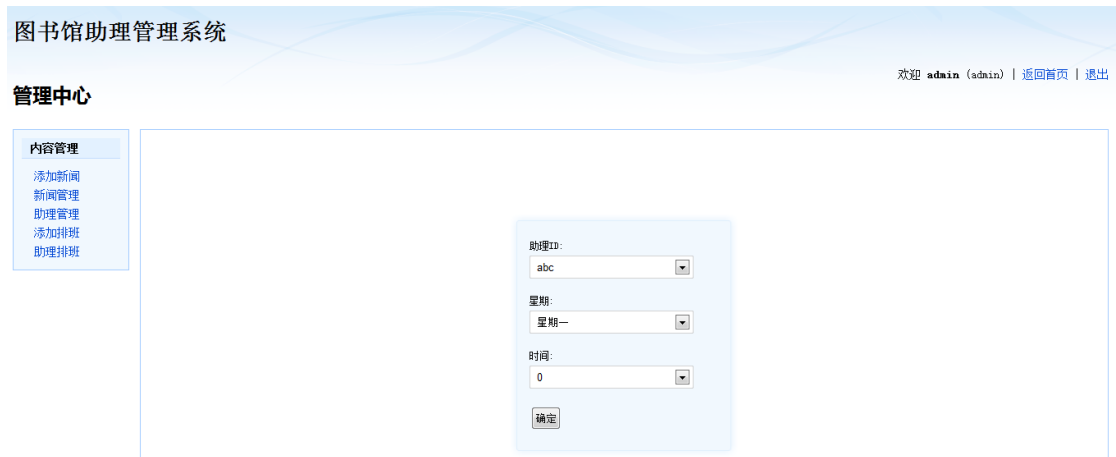 图书馆助理管理系统
欢迎 admin (admin) | 返回首页 | 退出
管理中心
内容管理
添加新闻
新闻管理
助理管理
添加排班
助理排班
助理ID:
abc
星期:
星期一
时间:
0
确定